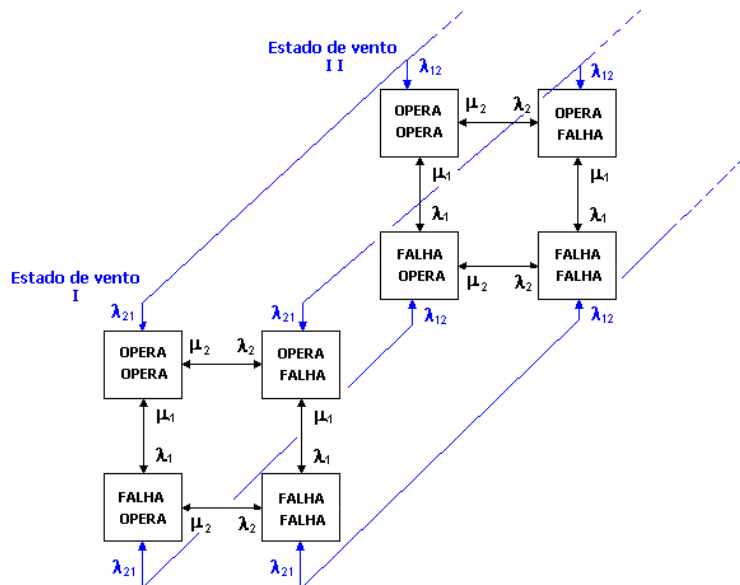 Estado de vento
I I
λ12 λ12
OPERA OPERA μ2 λ2 OPERA FALHA
μ1 μ1
λ1 λ1
FALHA OPERA μ2 λ2 FALHA FALHA
λ12 λ12
Estado de vento
I
λ21 λ21
OPERA OPERA μ2 λ2 OPERA FALHA
μ1 μ1
λ1 λ1
FALHA OPERA μ2 λ2 FALHA FALHA
λ21 λ21